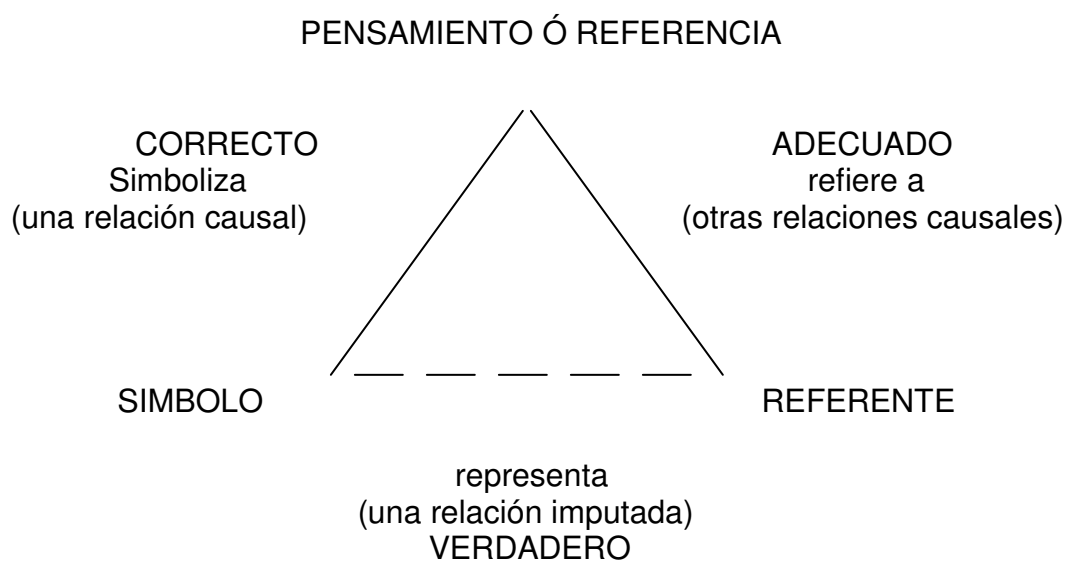 PENSAMIENTO Ó REFERENCIA
CORRECTO
Simboliza
(una relación causal)
ADECUADO
refiere a
(otras relaciones causales)
SIMBOLO
REFERENTE
representa
(una relación imputada)
VERDADERO